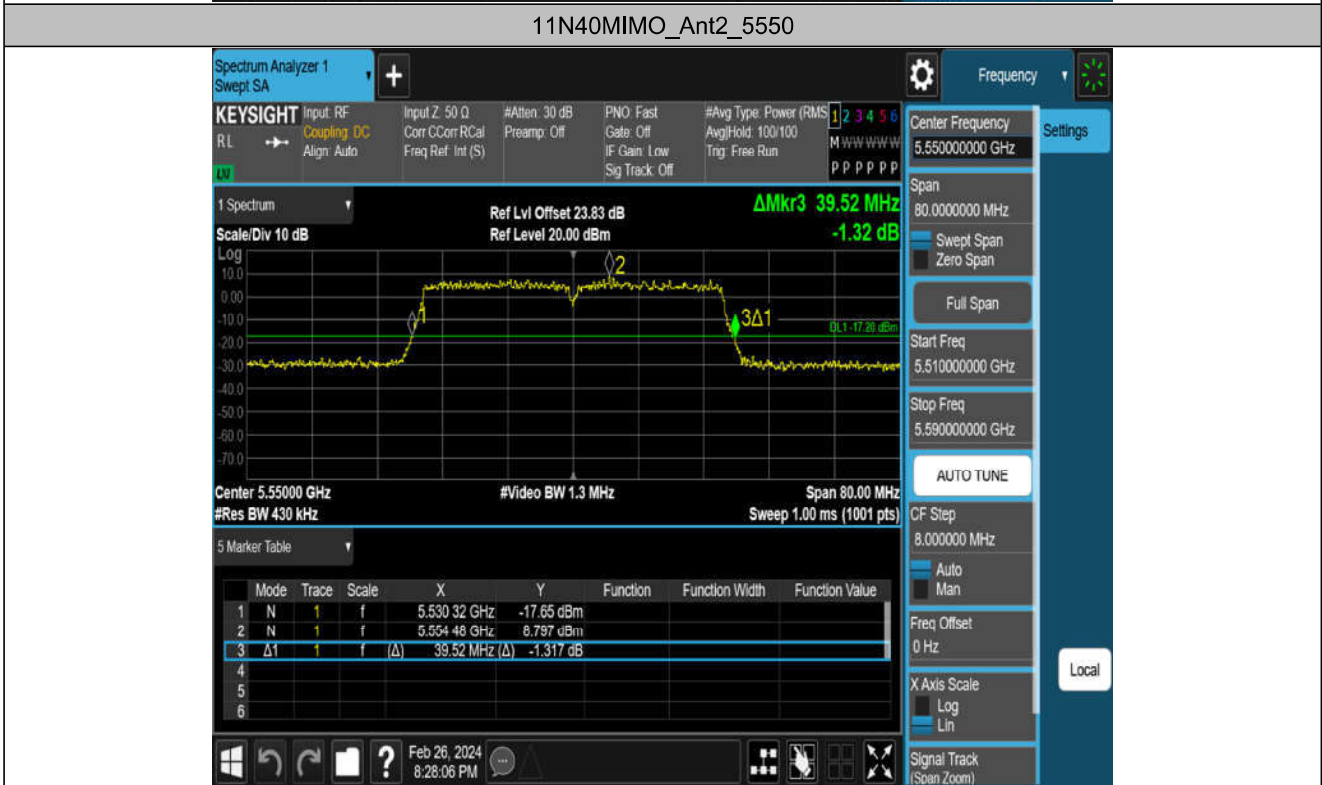 11N40MIMO_Ant2_5550
Spectrum Analyzer 1
Swept SA
Frequency
KEYSIGHT
RL
LXI
Input: RF
Coupling: DC
Align: Auto
Input Z: 50 Ω
Corr CCorr RCal
Freq Ref: Int (S)
#Atten: 30 dB
Preamp: Off
PNO: Fast
Gate: Off
IF Gain: Low
Sig Track: Off
#Avg Type: Power (RMS
Avg|Hold: 100/100
Trig: Free Run
1 2 3 4 5 6
M W W W W W
P P P P P P
Center Frequency
5.550000000 GHz
Settings
Span
80.0000000 MHz
Swept Span
Zero Span
Full Span
Start Freq
5.510000000 GHz
Stop Freq
5.590000000 GHz
AUTO TUNE
CF Step
8.000000 MHz
Auto
Man
Freq Offset
0 Hz
X Axis Scale
Log
Lin
Signal Track
(Span Zoom)
Local
1 Spectrum
Scale/Div 10 dB
Ref Lvl Offset 23.83 dB
Ref Level 20.00 dBm
ΔMkr3 39.52 MHz
-1.32 dB
Log
10.0
0.00
-10.0
-20.0
-30.0
-40.0
-50.0
-60.0
-70.0
1
2
3Δ1
DL1 -17.20 dBm
Center 5.55000 GHz
#Video BW 1.3 MHz
Span 80.00 MHz
#Res BW 430 kHz
Sweep 1.00 ms (1001 pts)
5 Marker Table
Mode Trace Scale X Y Function Function Width Function Value
1 N 1 f 5.530 32 GHz -17.65 dBm
2 N 1 f 5.554 48 GHz 8.797 dBm
3 Δ1 1 f (Δ) 39.52 MHz (Δ) -1.317 dB
4
5
6
Feb 26, 2024
8:28:06 PM